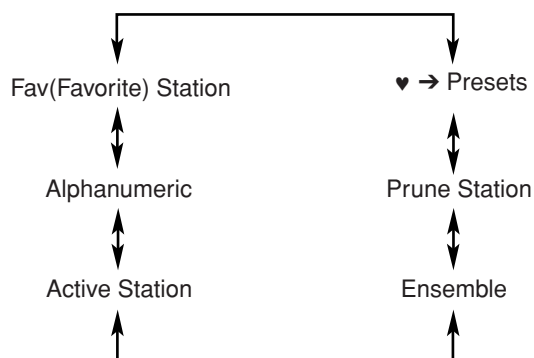 Fav(Favorite) Station
♥ ➔ Presets
Alphanumeric
Prune Station
Active Station
Ensemble